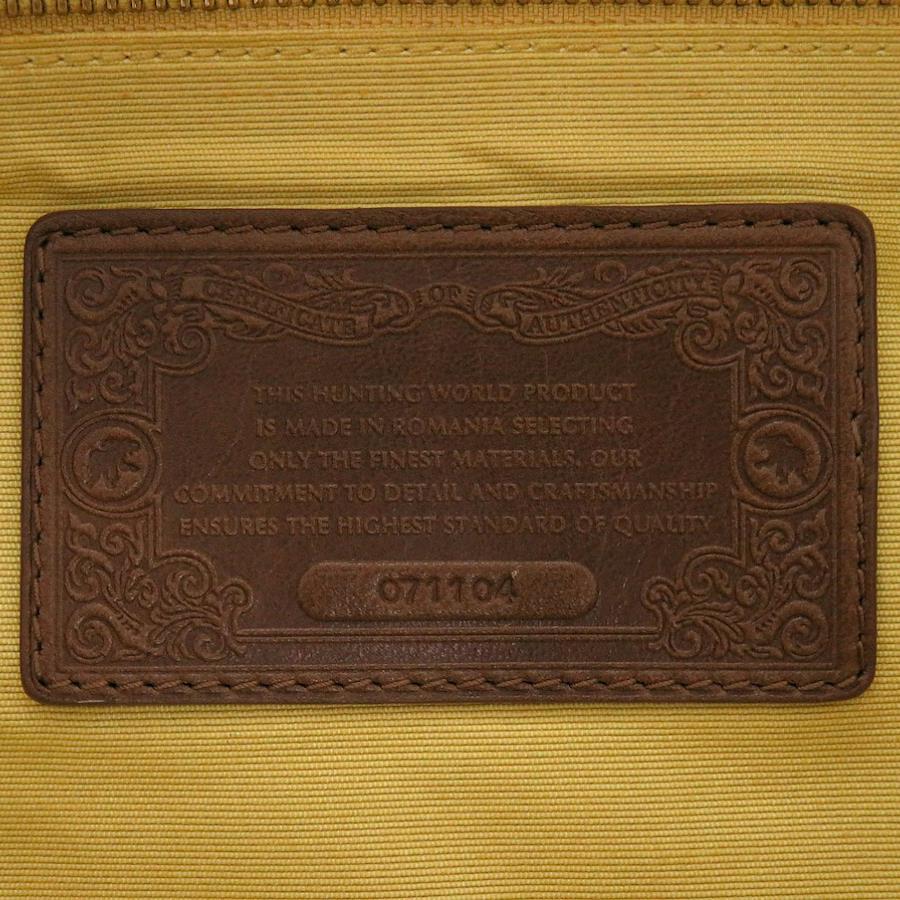 CERTIFICATE OF AUTHENTICITY
THIS HUNTING WORLD PRODUCT
IS MADE IN ROMANIA SELECTING
ONLY THE FINEST MATERIALS. OUR
COMMITMENT TO DETAIL AND CRAFTSMANSHIP
ENSURES THE HIGHEST STANDARD OF QUALITY
071104